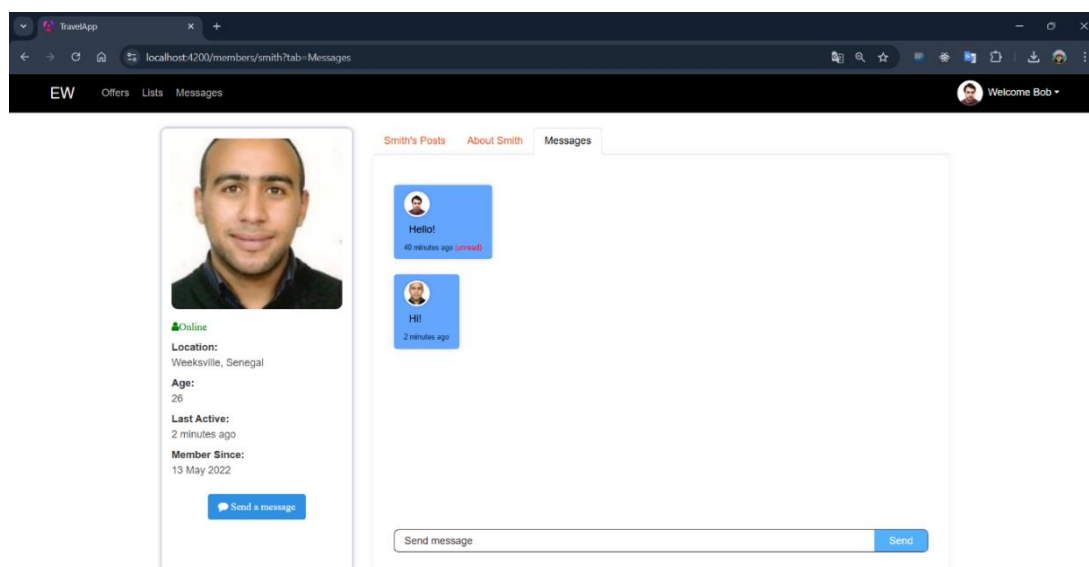 TravelApp
localhost:4200/members/smith?tab=Messages
EW Offers Lists Messages Welcome Bob
Smith's Posts About Smith Messages
Online
Location:
Weeksville, Senegal
Age:
26
Last Active:
2 minutes ago
Member Since:
13 May 2022
Send a message
Hello!
40 minutes ago (unread)
Hi!
2 minutes ago
Send message Send